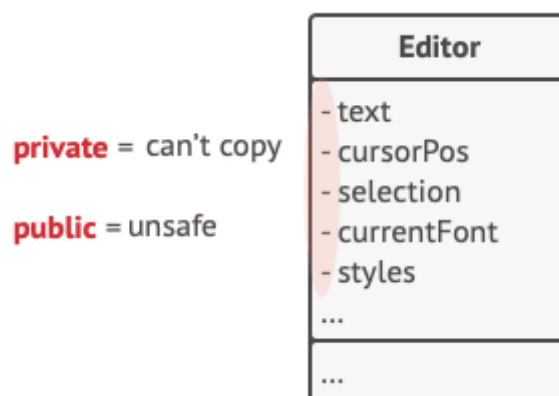 private = can't copy
public = unsafe
Editor
- text
- cursorPos
- selection
- currentFont
- styles
...
...